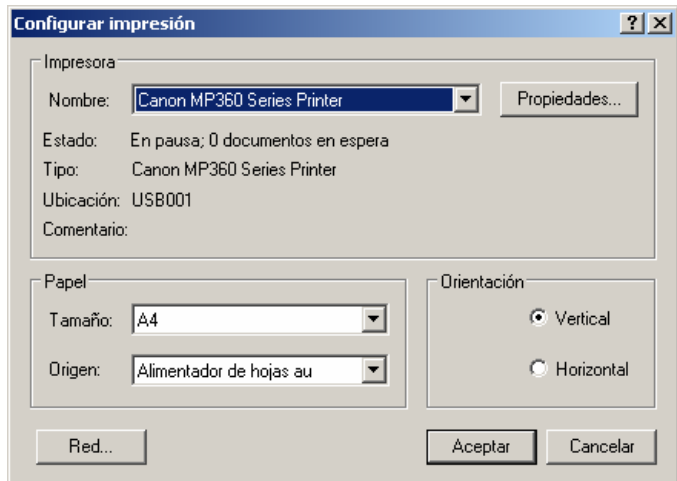 Configurar impresión
Impresora
Nombre: Canon MP360 Series Printer Propiedades...
Estado: En pausa; 0 documentos en espera
Tipo: Canon MP360 Series Printer
Ubicación: USB001
Comentario:
Papel
Tamaño: A4
Origen: Alimentador de hojas au
Orientación
Vertical
Horizontal
Red... Aceptar Cancelar